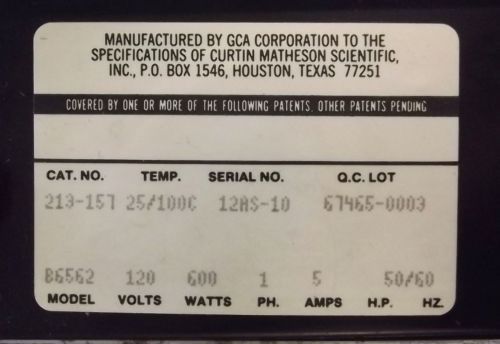 MANUFACTURED BY GCA CORPORATION TO THE
SPECIFICATIONS OF CURTIN MATHESON SCIENTIFIC,
INC., P.O. BOX 1546, HOUSTON, TEXAS 77251
COVERED BY ONE OR MORE OF THE FOLLOWING PATENTS. OTHER PATENTS PENDING
CAT. NO. TEMP. SERIAL NO. Q.C. LOT
213-157 25/100C 12AS-10 67465-0003
B6562 120 600 1 5 50/60
MODEL VOLTS WATTS PH. AMPS H.P. HZ.